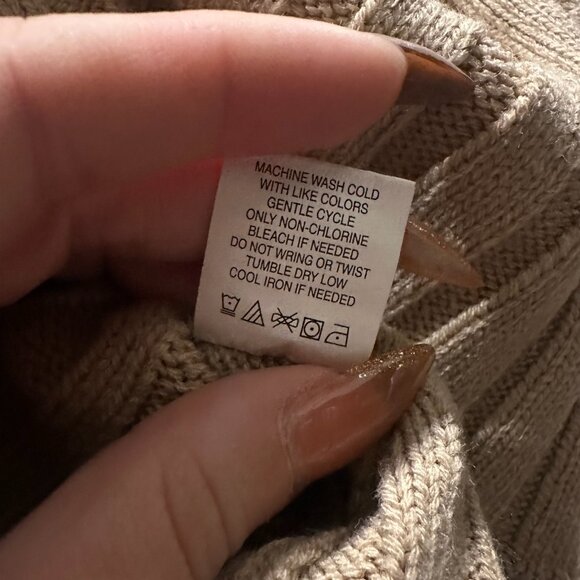 MACHINE WASH COLD
WITH LIKE COLORS
GENTLE CYCLE
ONLY NON-CHLORINE
BLEACH IF NEEDED
DO NOT WRING OR TWIST
TUMBLE DRY LOW
COOL IRON IF NEEDED